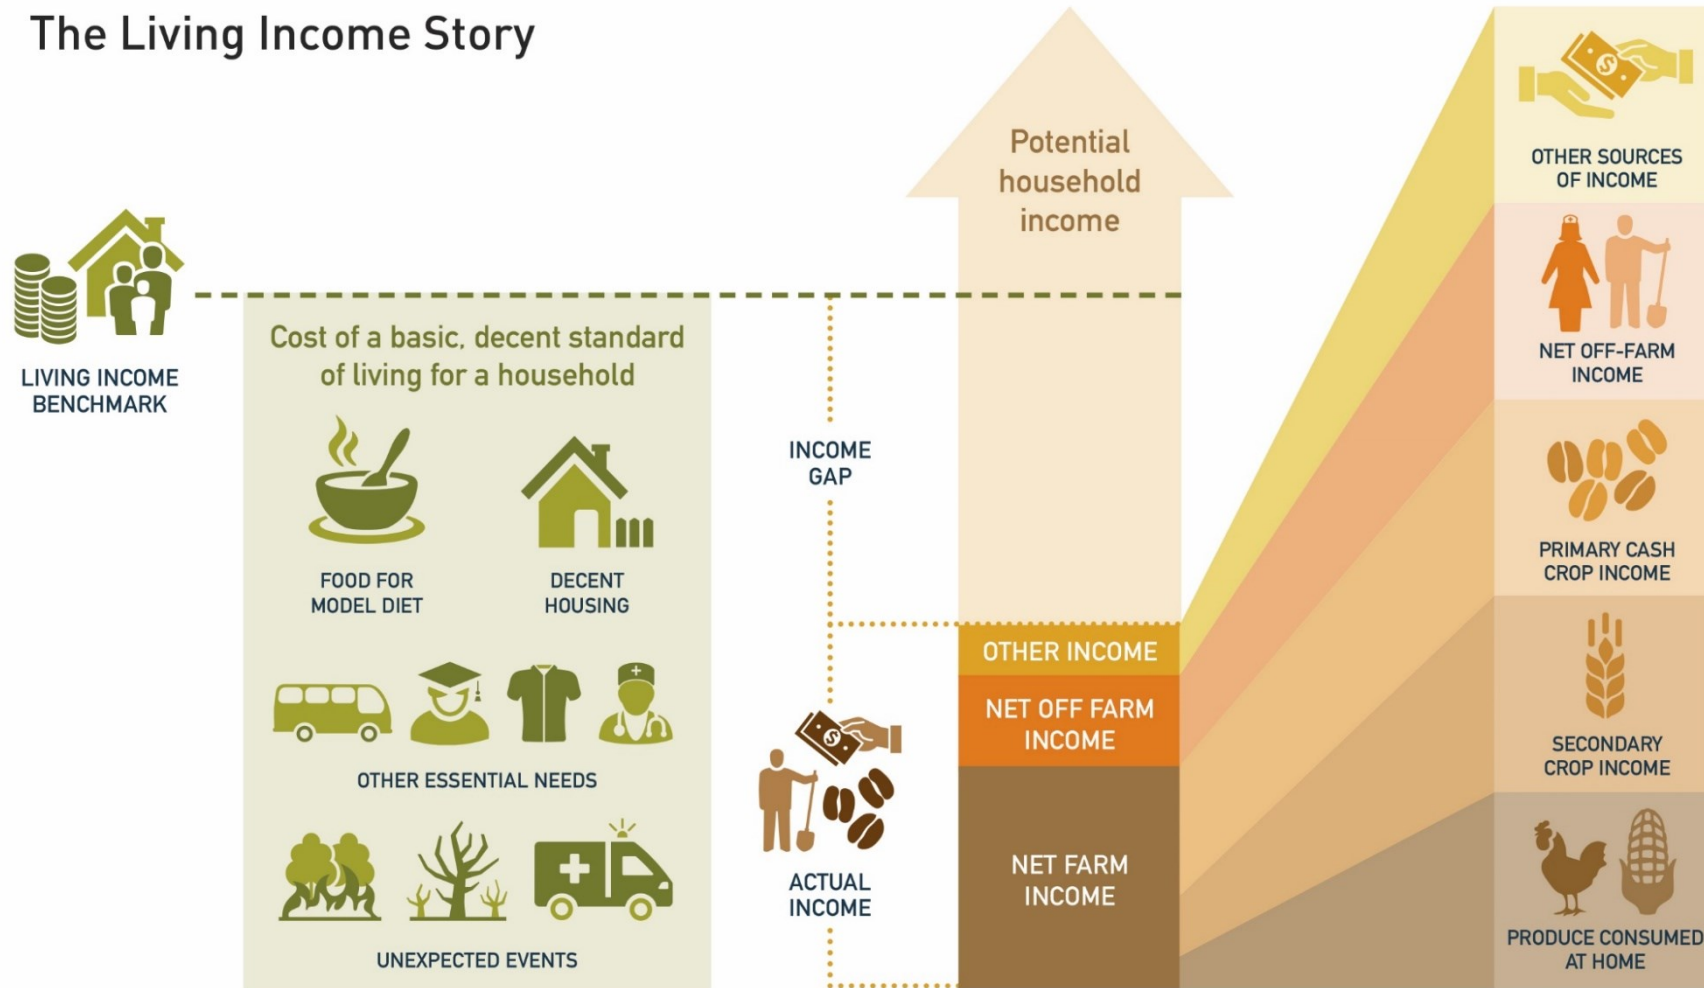 The Living Income Story
LIVING INCOME
BENCHMARK
Cost of a basic, decent standard
of living for a household
FOOD FOR
MODEL DIET
DECENT
HOUSING
OTHER ESSENTIAL NEEDS
UNEXPECTED EVENTS
INCOME
GAP
ACTUAL
INCOME
Potential
household
income
OTHER INCOME
NET OFF FARM
INCOME
NET FARM
INCOME
OTHER SOURCES
OF INCOME
NET OFF-FARM
INCOME
PRIMARY CASH
CROP INCOME
SECONDARY
CROP INCOME
PRODUCE CONSUMED
AT HOME